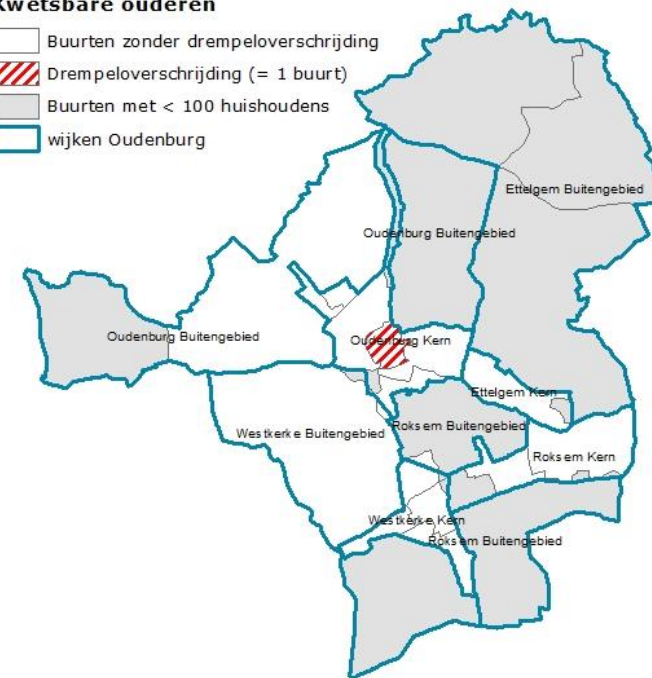 Kwetsbare ouderen
Buurten zonder drempeloverschrijding
Drempeloverschrijding (= 1 buurt)
Buurten met < 100 huishoudens
wijken Oudenburg
Ettelgem Buitengebied
Oudenburg Buitengebied
Oudenburg Buitengebied
Oudenburg Kern
Ettelgem Kern
Westkerke Buitengebied
Roksem Buitengebied
Roksem Kern
Westkerke Kern
Roksem Buitengebied